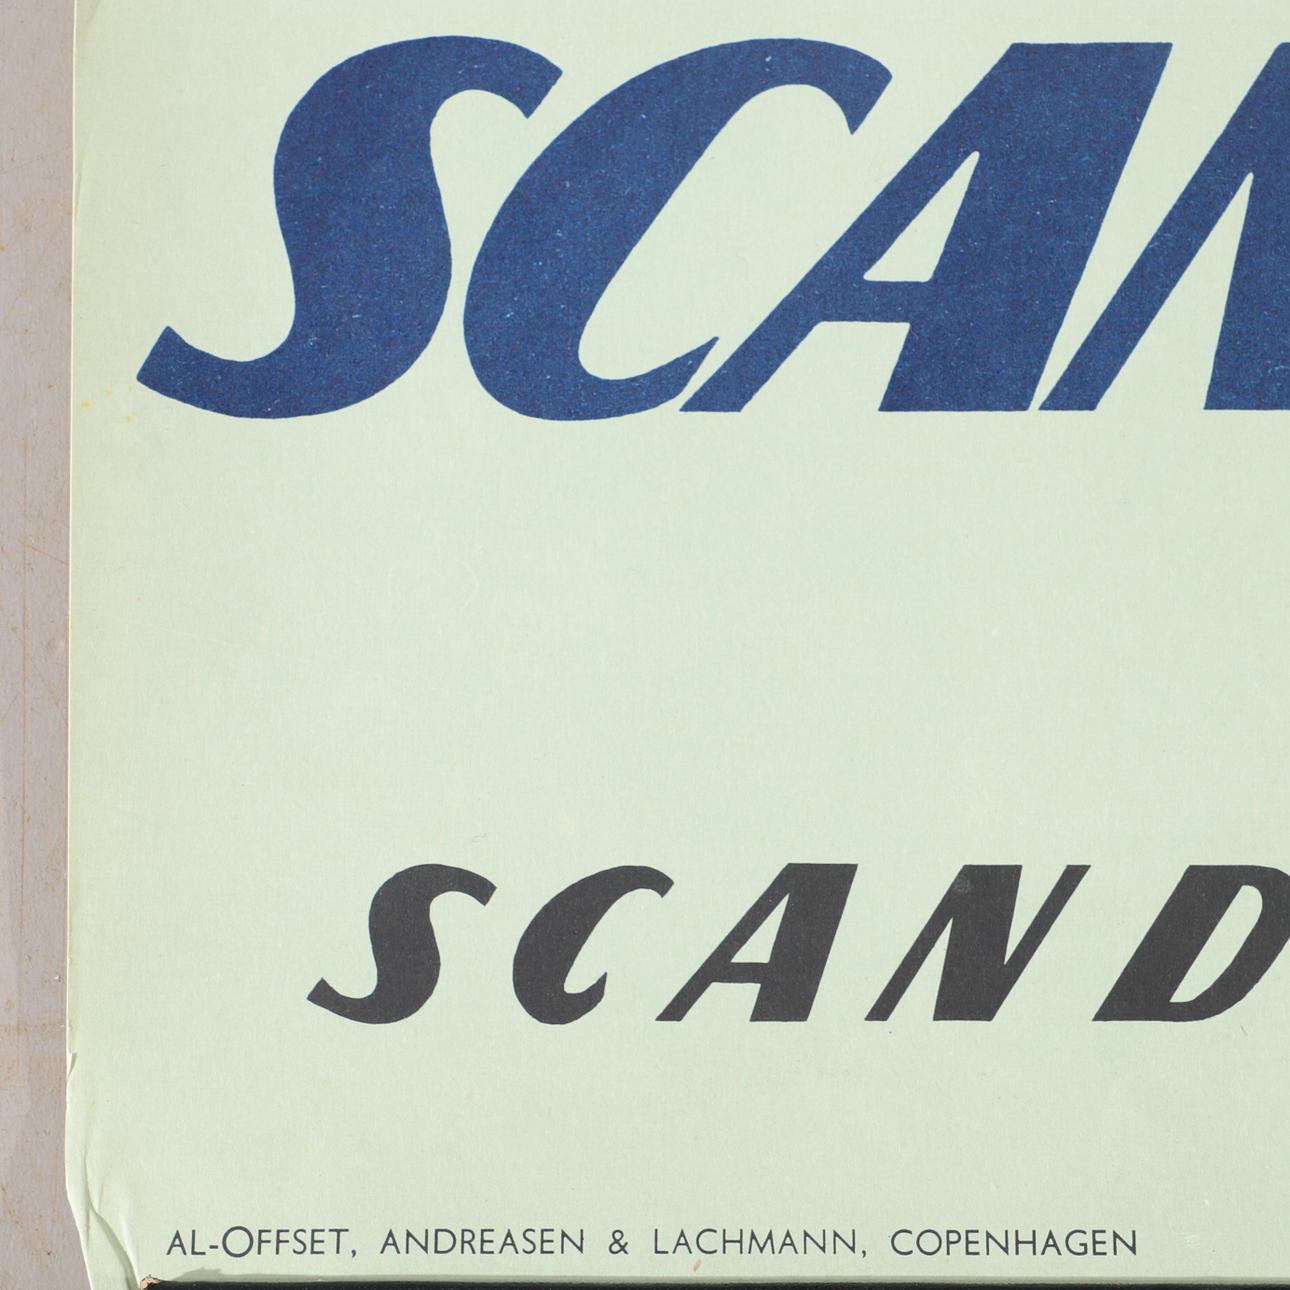 SCAN
SCAND
AL-OFFSET, ANDREASEN & LACHMANN, COPENHAGEN